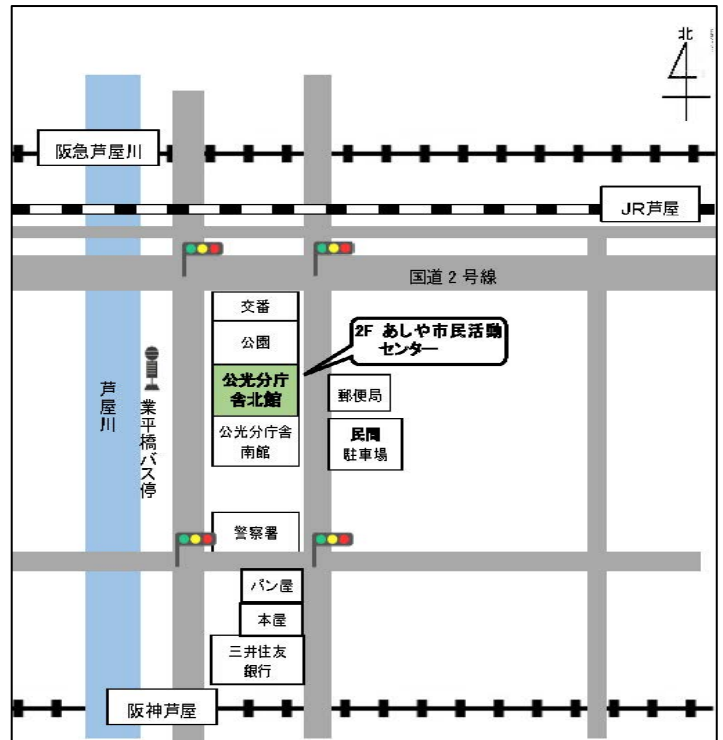 北
阪急芦屋川
JR芦屋
国道2号線
交番
公園
2F あしや市民活動
センター
公光分庁
舎北館
郵便局
公光分庁舎
南館
民間
駐車場
芦屋川
業平橋バス停
警察署
パン屋
本屋
三井住友
銀行
阪神芦屋